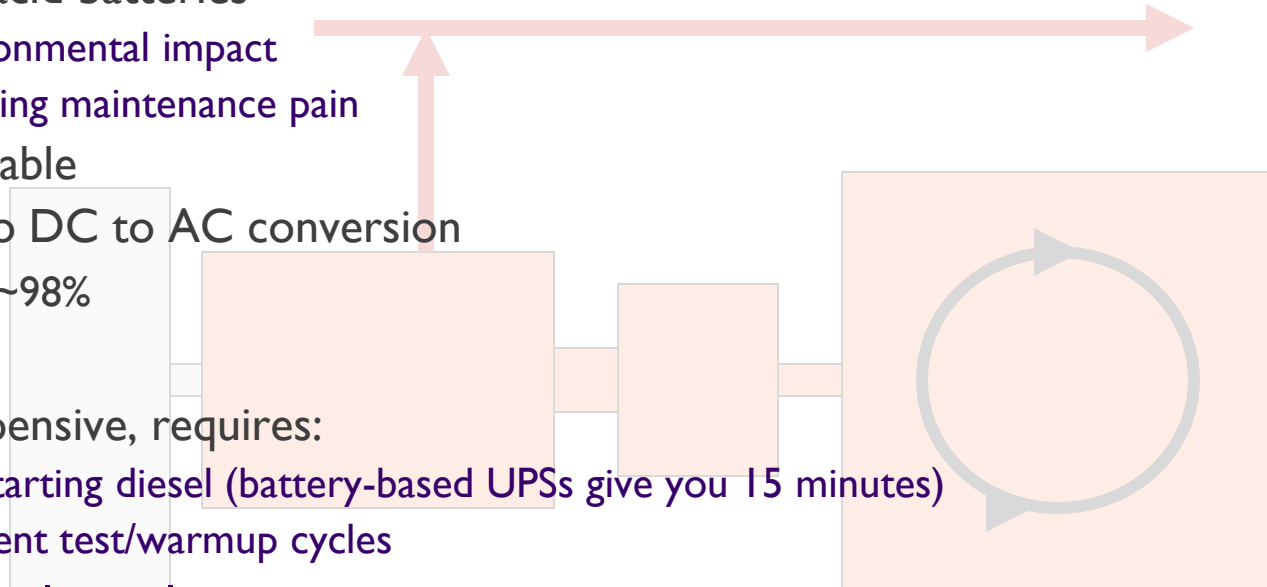 batteries
onmental impact
ing maintenance pain
able
o DC to AC conversion
~98%
pensive, requires:
tarting diesel (battery-based UPSs give you 15 minutes)
ent test/warmup cycles